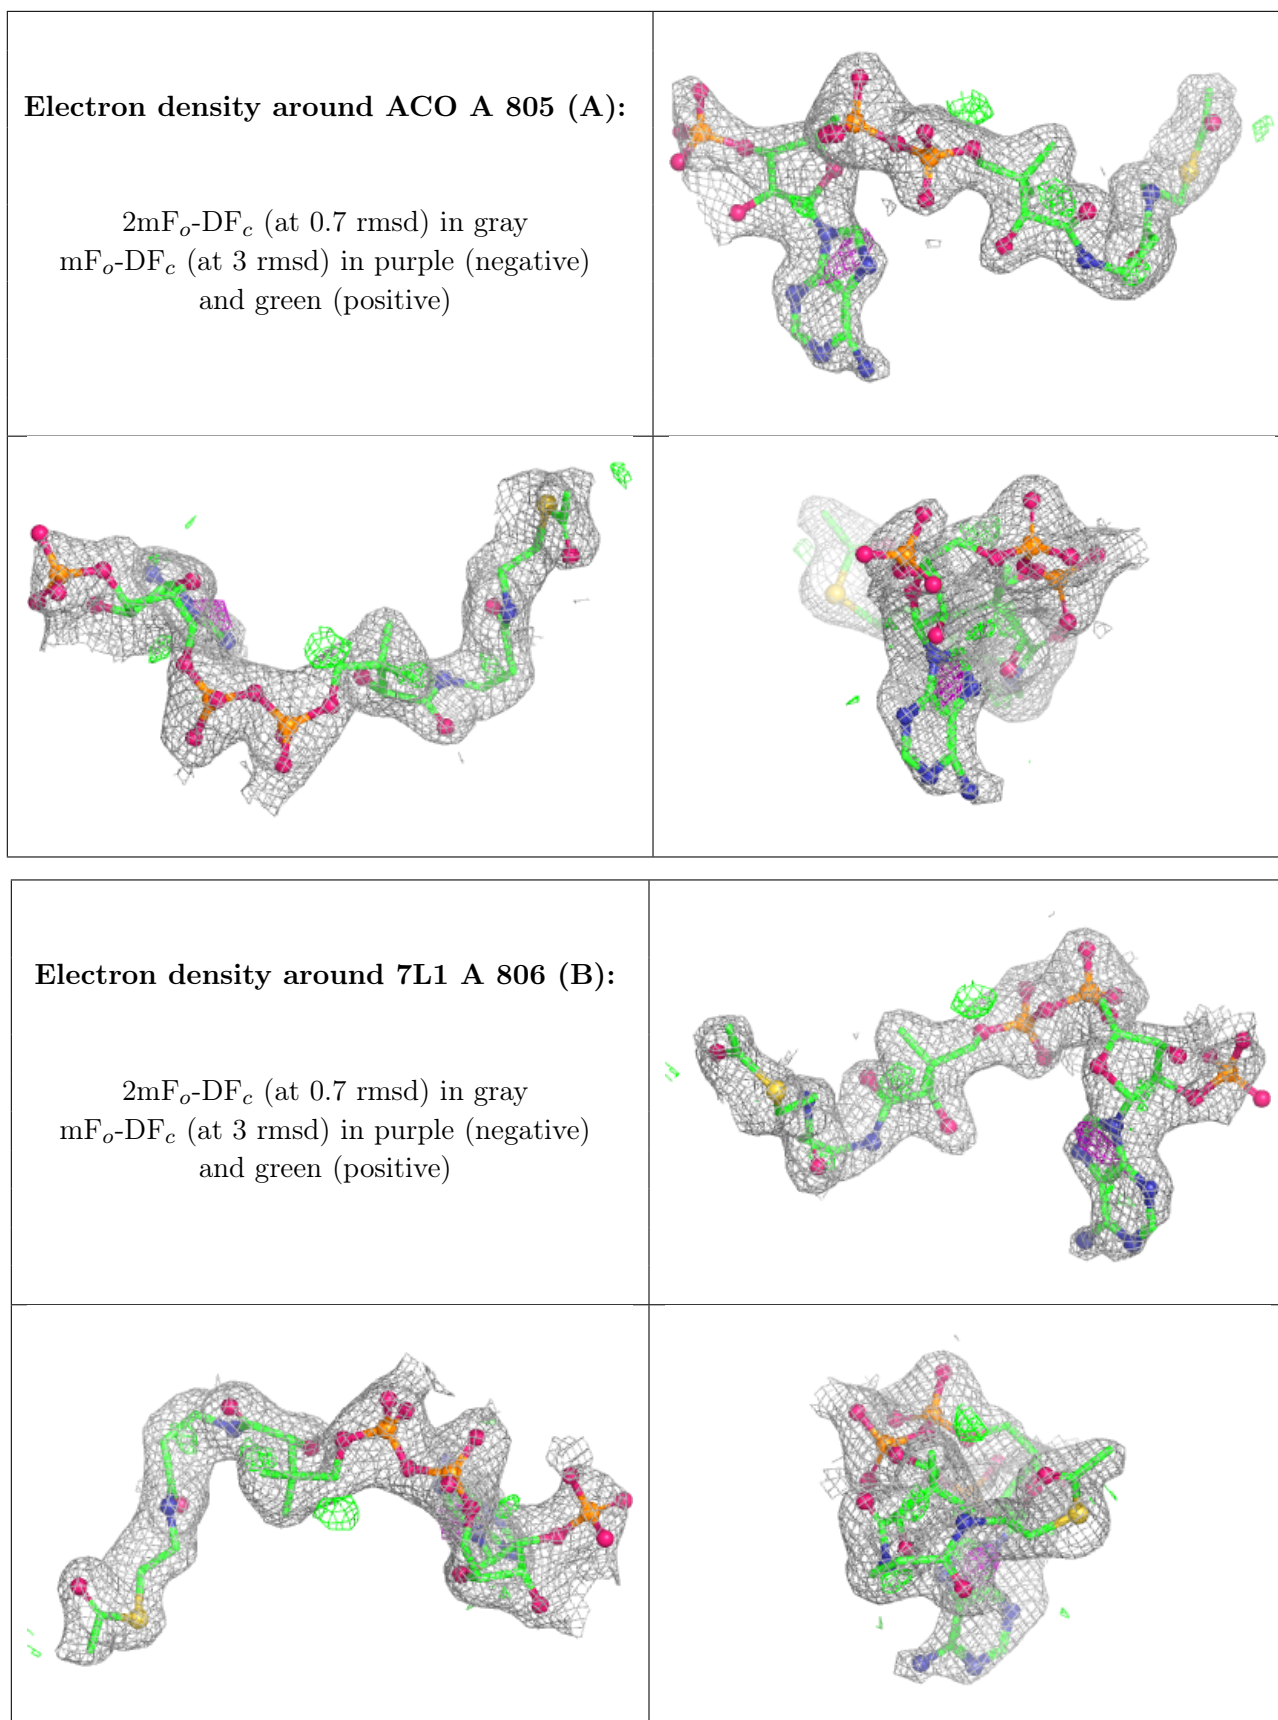 Electron density around ACO A 805 (A):
2mFo-DFc (at 0.7 rmsd) in gray
mFo-DFc (at 3 rmsd) in purple (negative)
and green (positive)
Electron density around 7L1 A 806 (B):
2mFo-DFc (at 0.7 rmsd) in gray
mFo-DFc (at 3 rmsd) in purple (negative)
and green (positive)